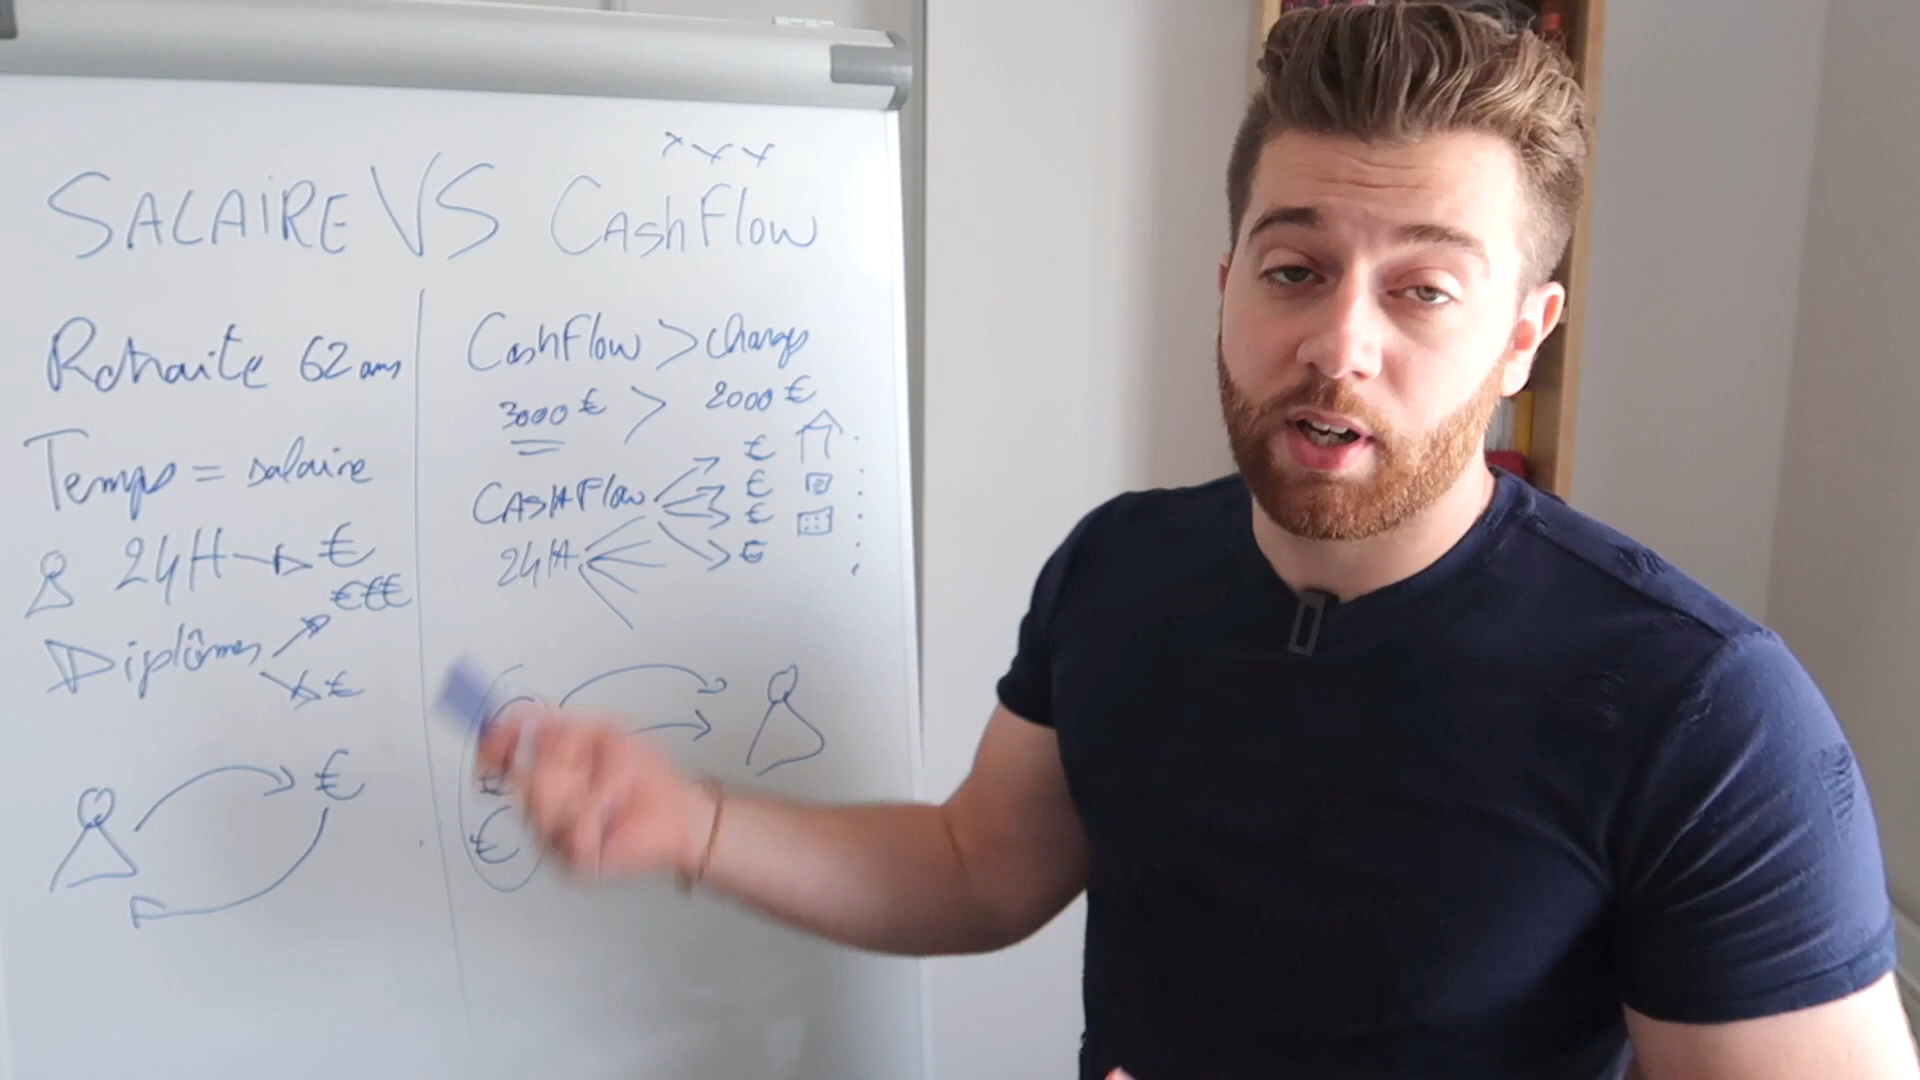 SALAIRE VS CASHFLOW
Retraite 62 ans
Temps = salaire
24H → €
€€€
Diplômes
€
€
Cashflow > charges
3000 € > 2000 €
€
CASHFlow
€
€
24H
€
€
€